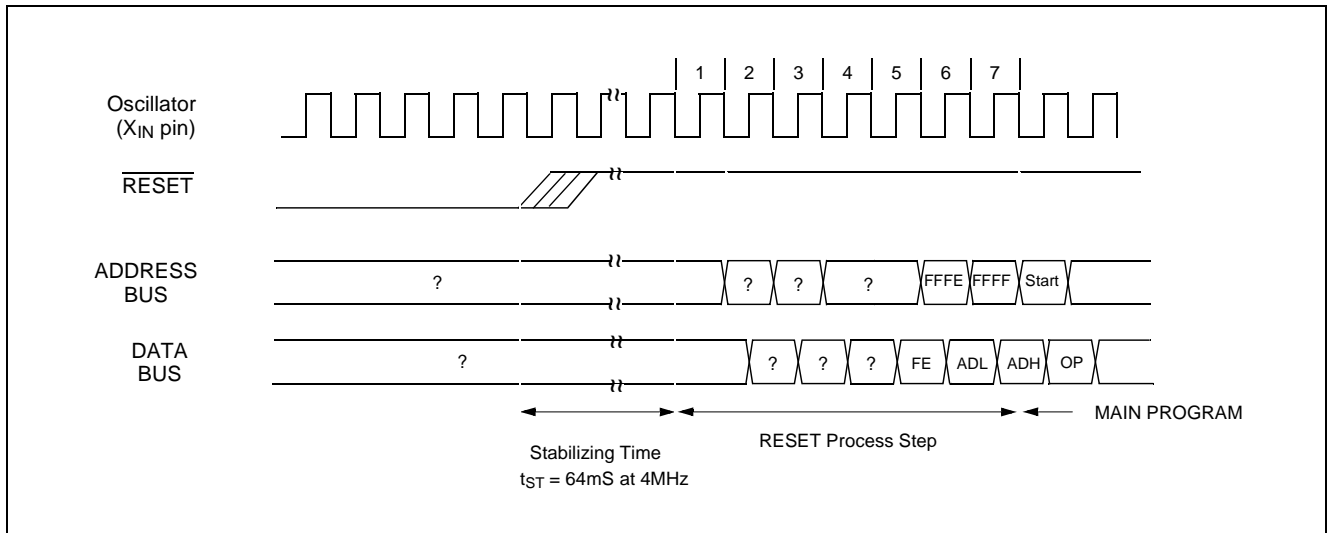 1 2 3 4 5 6 7
Oscillator
(XIN pin)
RESET
ADDRESS
BUS
? ? ? ? FFFE FFFF Start
DATA
BUS
? ? ? ? FE ADL ADH OP
MAIN PROGRAM
Stabilizing Time
tST = 64mS at 4MHz
RESET Process Step